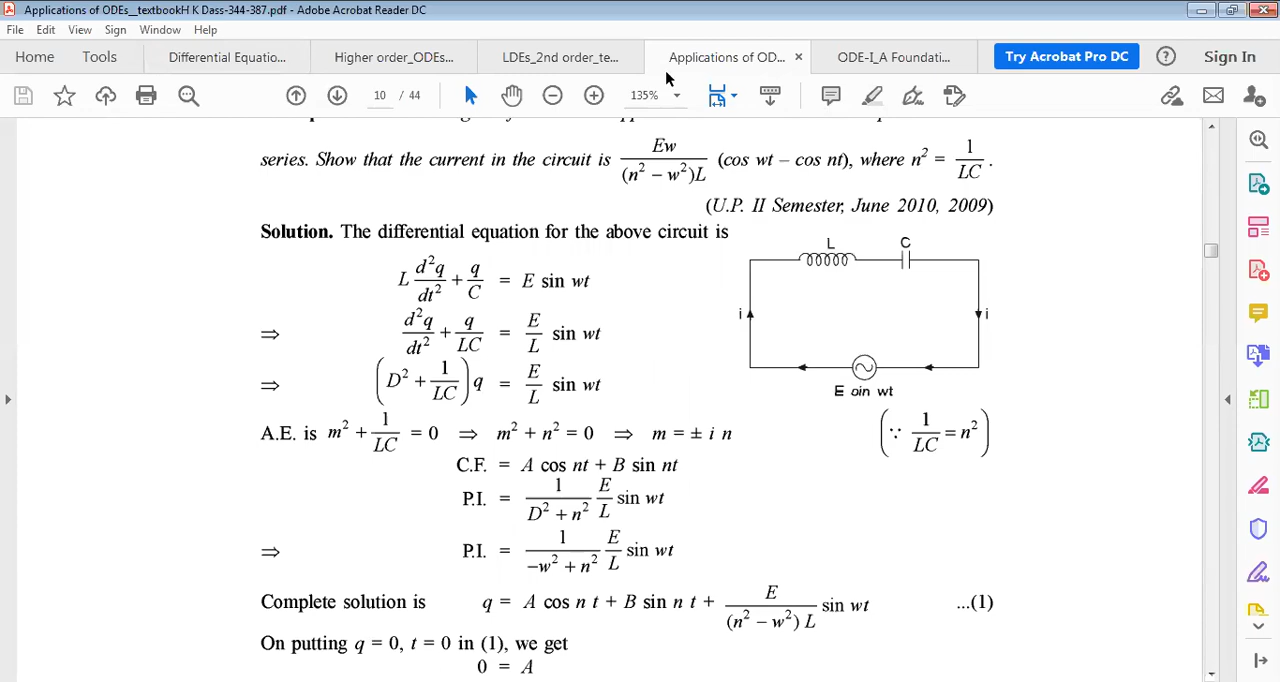 Applications of ODEs__textbookH K Dass-344-387.pdf - Adobe Acrobat Reader DC
File Edit View Sign Window Help
Home Tools Differential Equatio... Higher order_ODEs... LDEs_2nd order_te... Applications of OD... × ODE-I_A Foundati... Try Acrobat Pro DC Sign In
10 / 44 135%
series. Show that the current in the circuit is Ew / (n² − w²)L (cos wt – cos nt), where n² = 1/LC .
(U.P. II Semester, June 2010, 2009)
Solution. The differential equation for the above circuit is
L d²q/dt² + q/C = E sin wt
⇒ d²q/dt² + q/LC = E/L sin wt
⇒ (D² + 1/LC) q = E/L sin wt
L C
i i
E oin wt
A.E. is m² + 1/LC = 0 ⇒ m² + n² = 0 ⇒ m = ± i n (∵ 1/LC = n²)
C.F. = A cos nt + B sin nt
P.I. = 1/(D² + n²) E/L sin wt
⇒ P.I. = 1/(−w² + n²) E/L sin wt
Complete solution is q = A cos n t + B sin n t + E/((n² − w²) L) sin wt ...(1)
On putting q = 0, t = 0 in (1), we get
0 = A